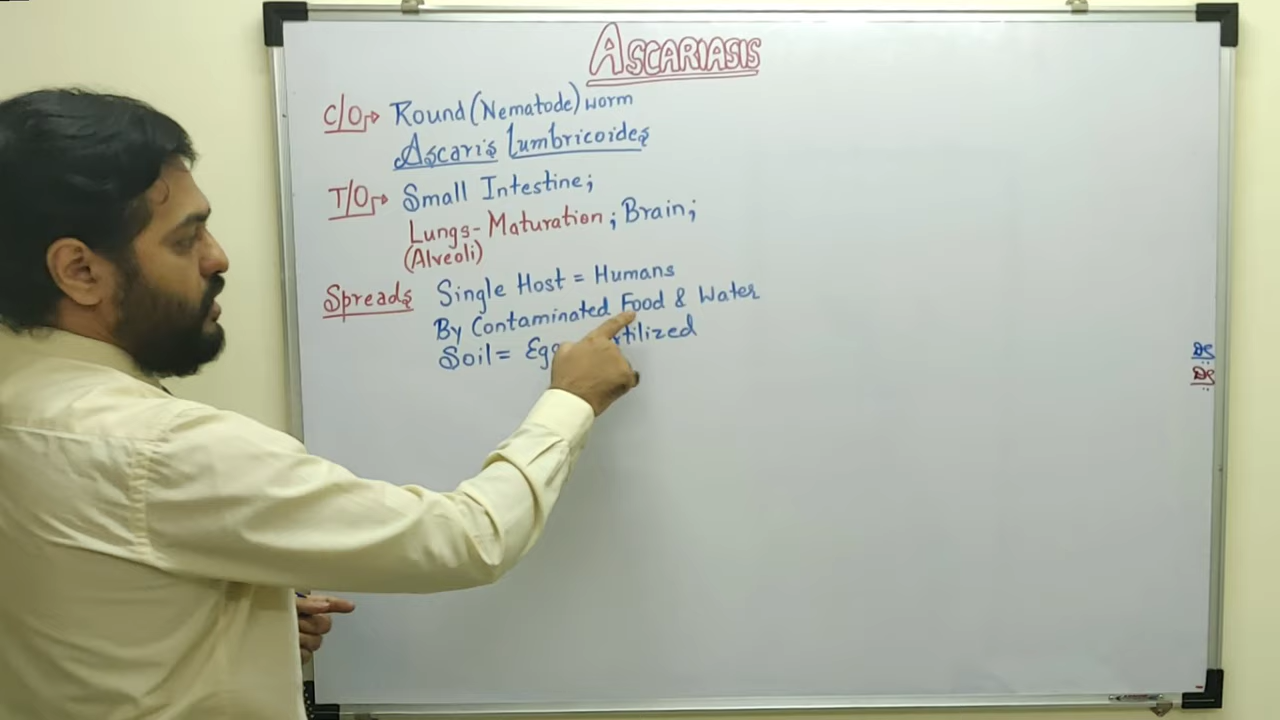 ASCARIASIS
C/O→ Round (Nematode) worm
Ascaris Lumbricoides
T/O→ Small Intestine;
Lungs- Maturation; Brain;
(Alveoli)
Spreads Single Host = Humans
By Contaminated Food & Water
Soil=